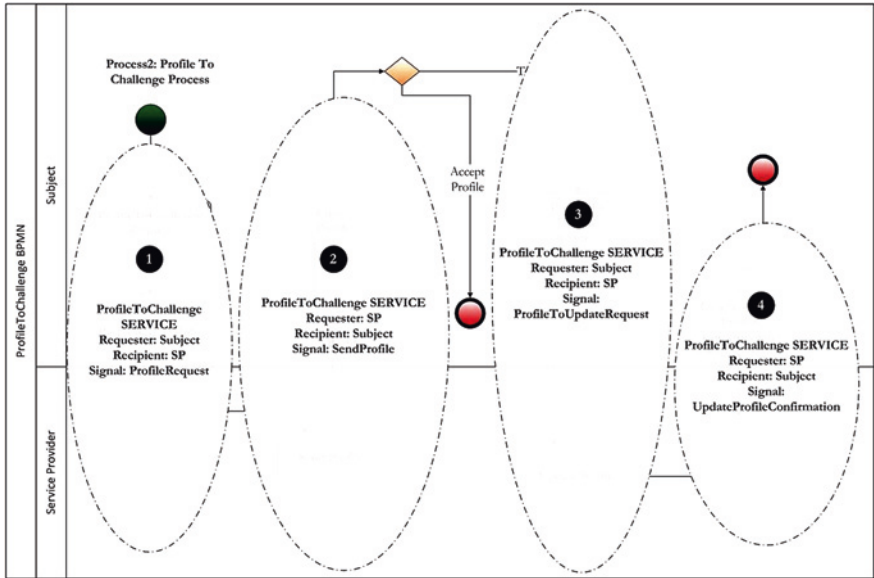 Process2: Profile To
Challenge Process
ProfileToChallenge BPMN
Subject
Service Provider
1
ProfileToChallenge
SERVICE
Requester: Subject
Recipient: SP
Signal: ProfileRequest
2
ProfileToChallenge SERVICE
Requester: SP
Recipient: Subject
Signal: SendProfile
T
Accept
Profile
3
ProfileToChallenge SERVICE
Requester: Subject
Recipient: SP
Signal:
ProfileToUpdateRequest
4
ProfileToChallenge SERVICE
Requester: SP
Recipient: Subject
Signal:
UpdateProfileConfirmation